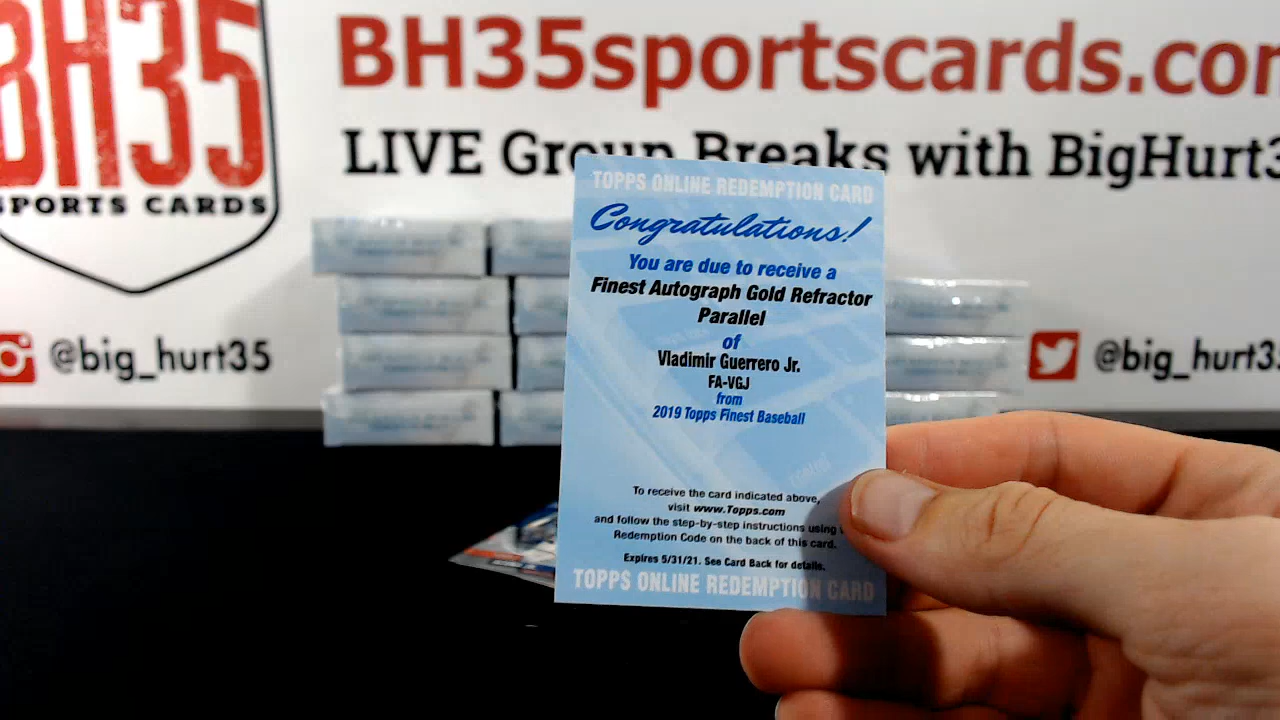 BH35
SPORTS CARDS
BH35sportscards.com
LIVE Group Breaks with BigHurt3
@big_hurt35
@big_hurt3
TOPPS ONLINE REDEMPTION CARD
Congratulations!
You are due to receive a
Finest Autograph Gold Refractor
Parallel
of
Vladimir Guerrero Jr.
FA-VGJ
from
2019 Topps Finest Baseball
To receive the card indicated above,
visit www.Topps.com
and follow the step-by-step instructions using
Redemption Code on the back of this card.
Expires 5/31/21. See Card Back for details.
TOPPS ONLINE REDEMPTION CARD